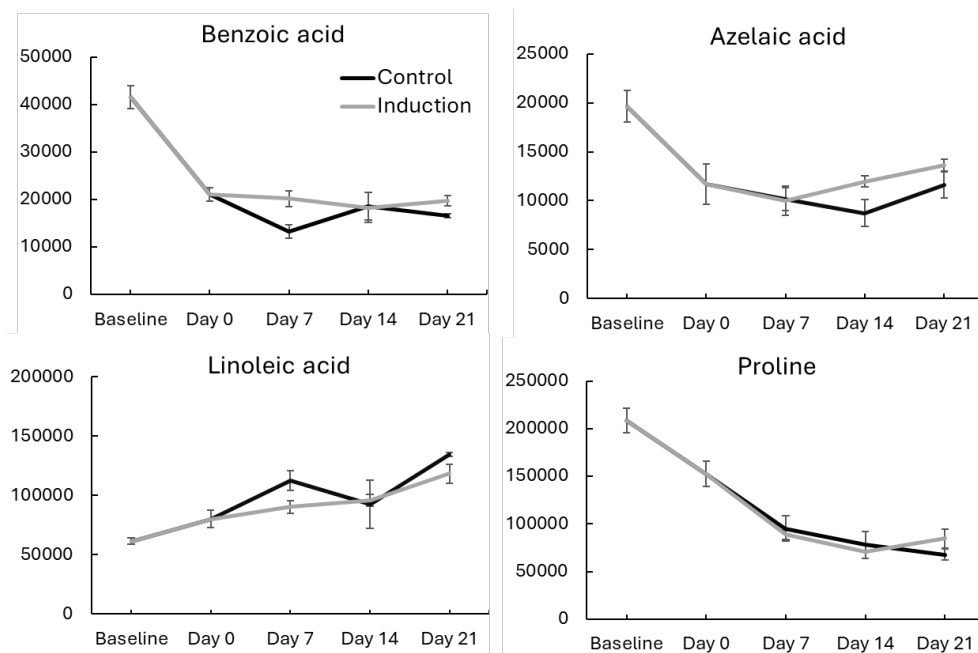 Benzoic acid
50000
40000
30000
20000
10000
0
Control
Induction
Baseline Day 0 Day 7 Day 14 Day 21
Azelaic acid
25000
20000
15000
10000
5000
0
Baseline Day 0 Day 7 Day 14 Day 21
Linoleic acid
200000
150000
100000
50000
0
Baseline Day 0 Day 7 Day 14 Day 21
Proline
250000
200000
150000
100000
50000
0
Baseline Day 0 Day 7 Day 14 Day 21